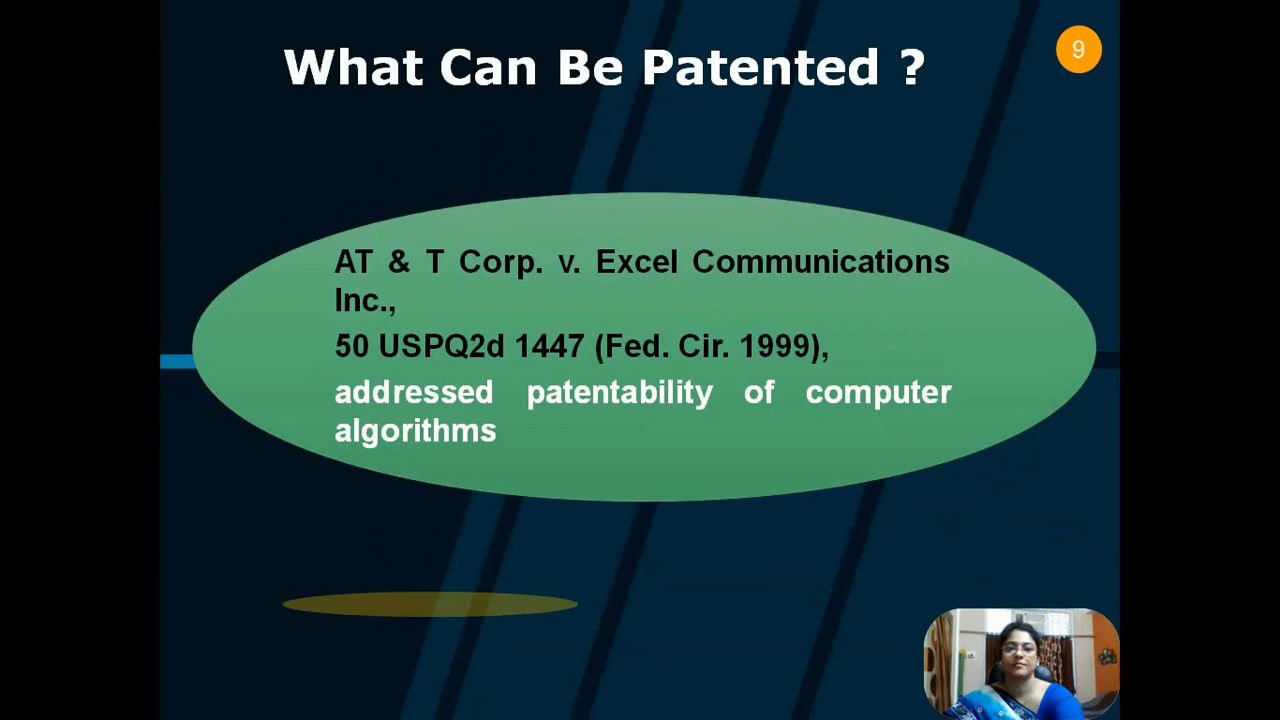 What Can Be Patented ?
9
AT & T Corp. v. Excel Communications
Inc.,
50 USPQ2d 1447 (Fed. Cir. 1999),
addressed patentability of computer
algorithms